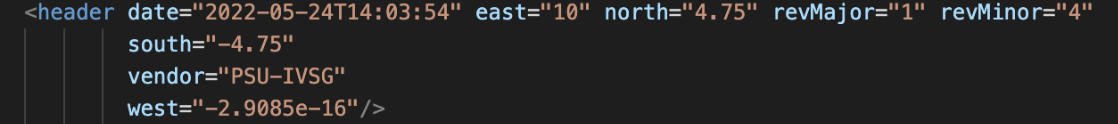 <header date="2022-05-24T14:03:54" east="10" north="4.75" revMajor="1" revMinor="4"
south="-4.75"
vendor="PSU-IVSG"
west="-2.9085e-16"/>